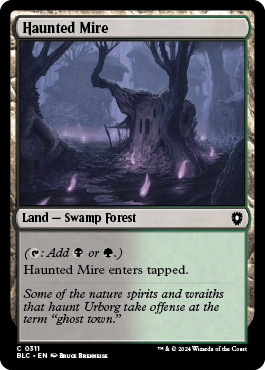 Haunted Mire
Land — Swamp Forest
(: Add or .)
Haunted Mire enters tapped.
Some of the nature spirits and wraiths
that haunt Urborg take offense at the
term “ghost town.”
C 0311
BLC • EN Bruce Brenneise
™ & © 2024 Wizards of the Coast